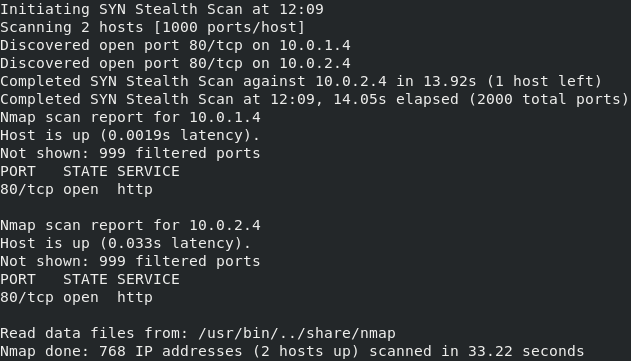 Initiating SYN Stealth Scan at 12:09
Scanning 2 hosts [1000 ports/host]
Discovered open port 80/tcp on 10.0.1.4
Discovered open port 80/tcp on 10.0.2.4
Completed SYN Stealth Scan against 10.0.2.4 in 13.92s (1 host left)
Completed SYN Stealth Scan at 12:09, 14.05s elapsed (2000 total ports)
Nmap scan report for 10.0.1.4
Host is up (0.0019s latency).
Not shown: 999 filtered ports
PORT   STATE SERVICE
80/tcp open  http

Nmap scan report for 10.0.2.4
Host is up (0.033s latency).
Not shown: 999 filtered ports
PORT   STATE SERVICE
80/tcp open  http

Read data files from: /usr/bin/../share/nmap
Nmap done: 768 IP addresses (2 hosts up) scanned in 33.22 seconds